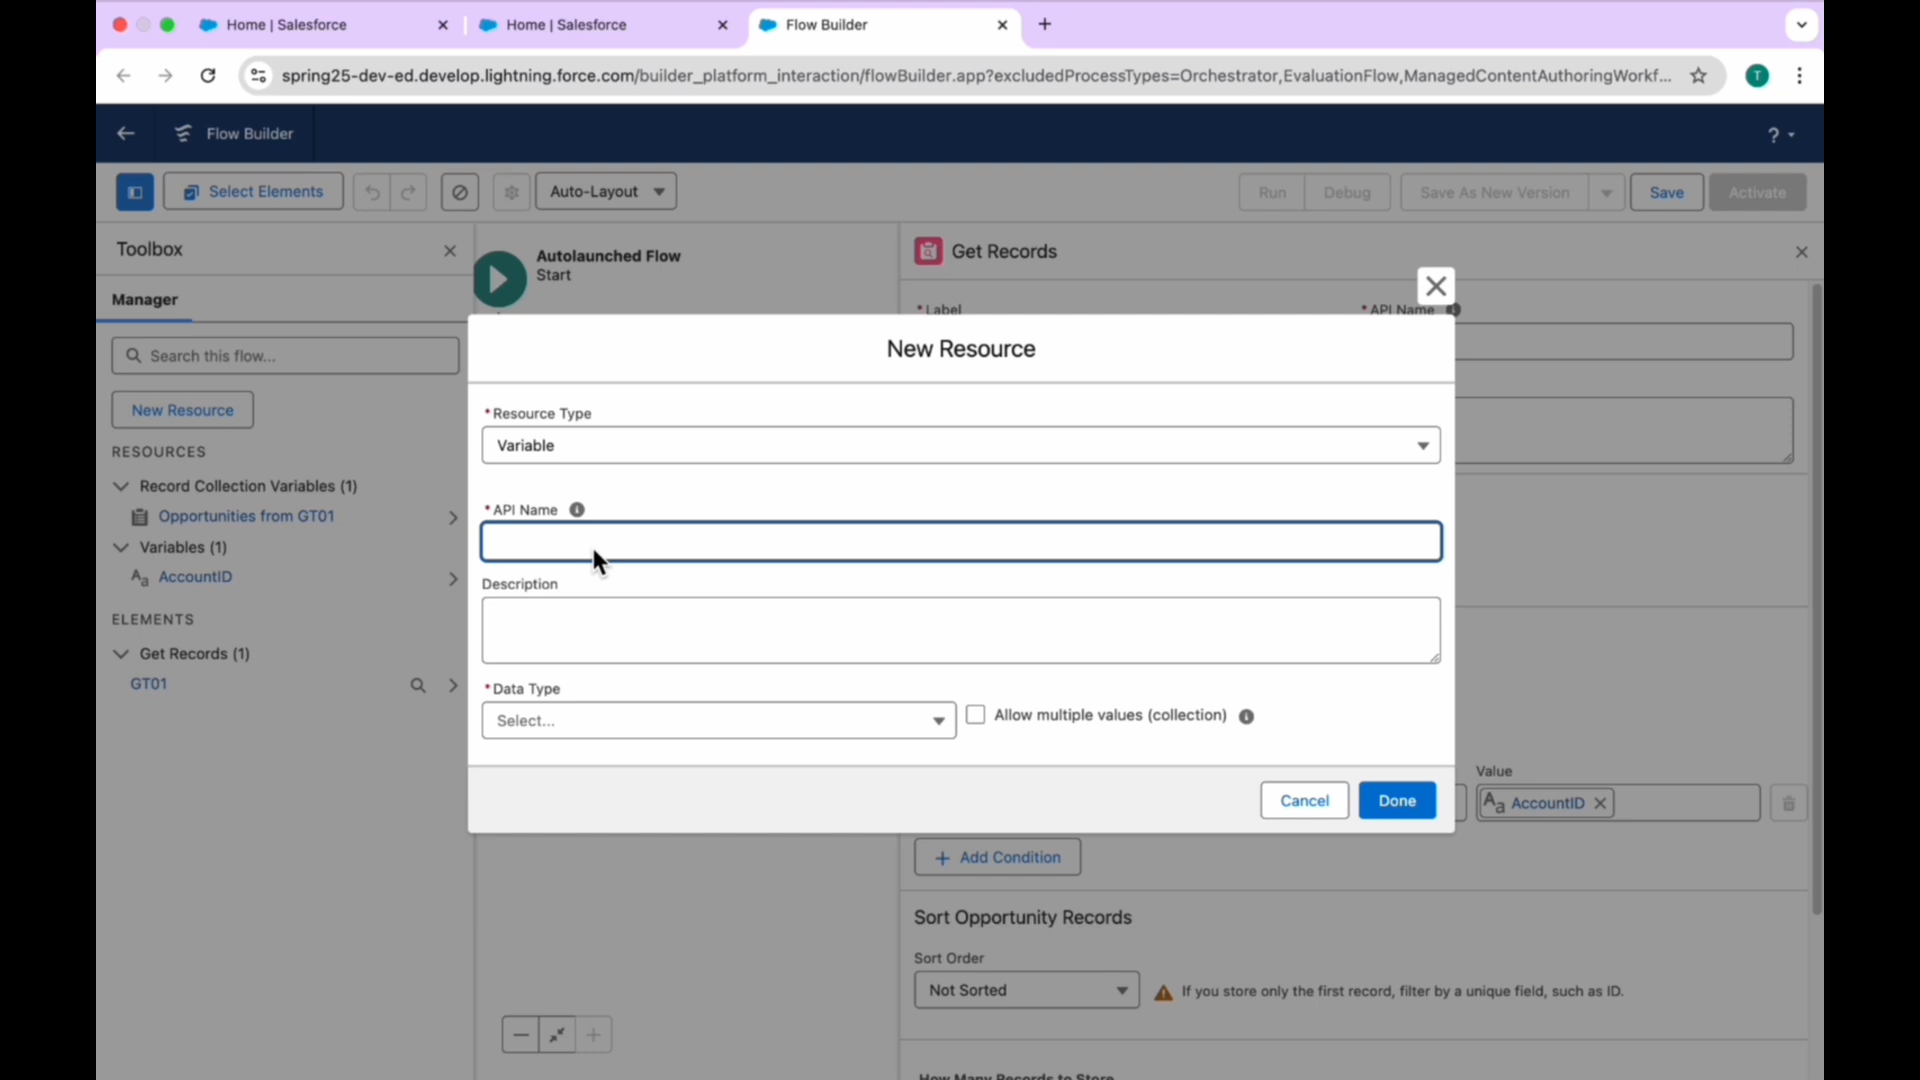 Home | Salesforce
Home | Salesforce
Flow Builder
spring25-dev-ed.develop.lightning.force.com/builder_platform_interaction/flowBuilder.app?excludedProcessTypes=Orchestrator,EvaluationFlow,ManagedContentAuthoringWorkf...
T
Flow Builder
?
Select Elements
Auto-Layout
Run
Debug
Save As New Version
Save
Activate
Toolbox
Manager
Search this flow...
New Resource
RESOURCES
Record Collection Variables (1)
Opportunities from GT01
Variables (1)
Aa AccountID
ELEMENTS
Get Records (1)
GT01
Autolaunched Flow
Start
Get Records
* Label
* API Name
New Resource
* Resource Type
Variable
* API Name
Description
* Data Type
Select...
Allow multiple values (collection)
Cancel
Done
Value
Aa AccountID
Add Condition
Sort Opportunity Records
Sort Order
Not Sorted
If you store only the first record, filter by a unique field, such as ID.
How Many Records to Store